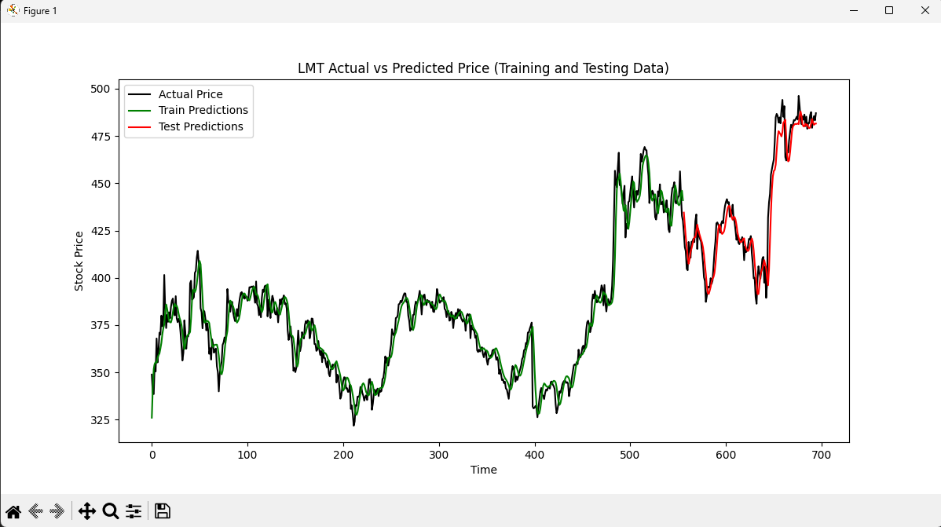 Figure 1
LMT Actual vs Predicted Price (Training and Testing Data)
Actual Price
Train Predictions
Test Predictions
Stock Price
500
475
450
425
400
375
350
325
0 100 200 300 400 500 600 700
Time